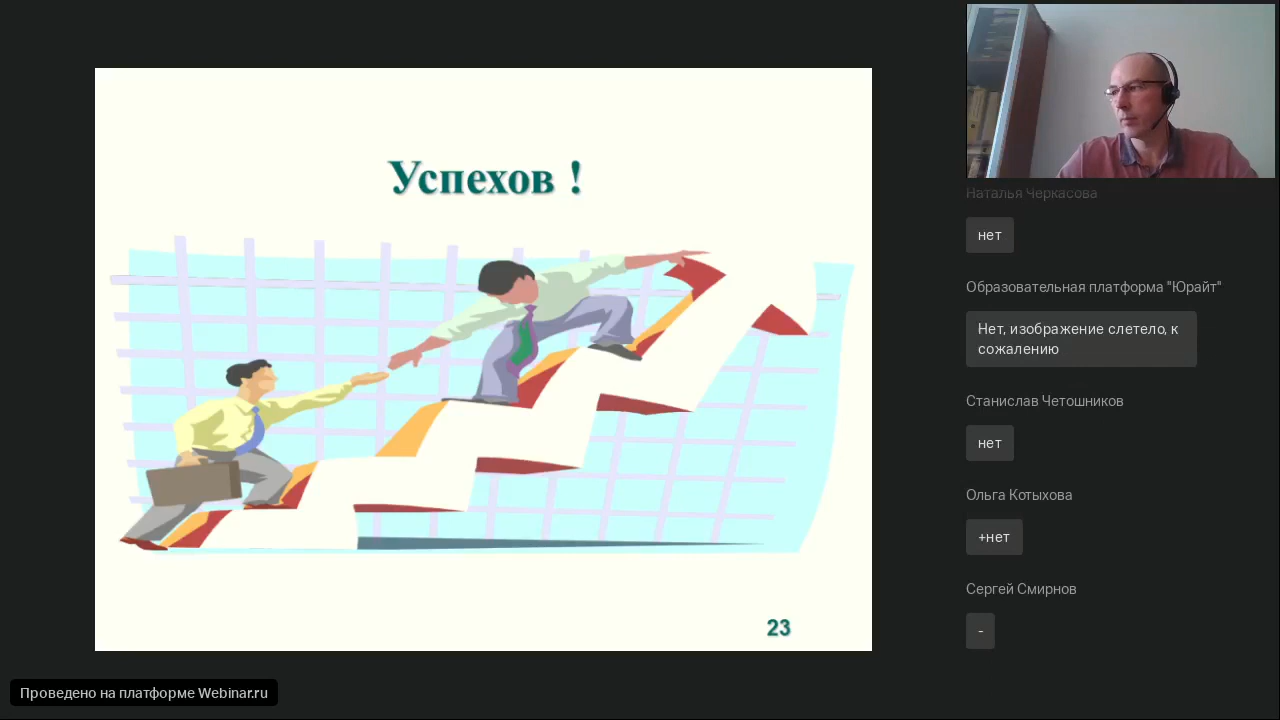 Успехов !
23
Проведено на платформе Webinar.ru
Наталья Черкасова
нет
Образовательная платформа "Юрайт"
Нет, изображение слетело, к
сожалению
Станислав Четошников
нет
Ольга Котыхова
+нет
Сергей Смирнов
-